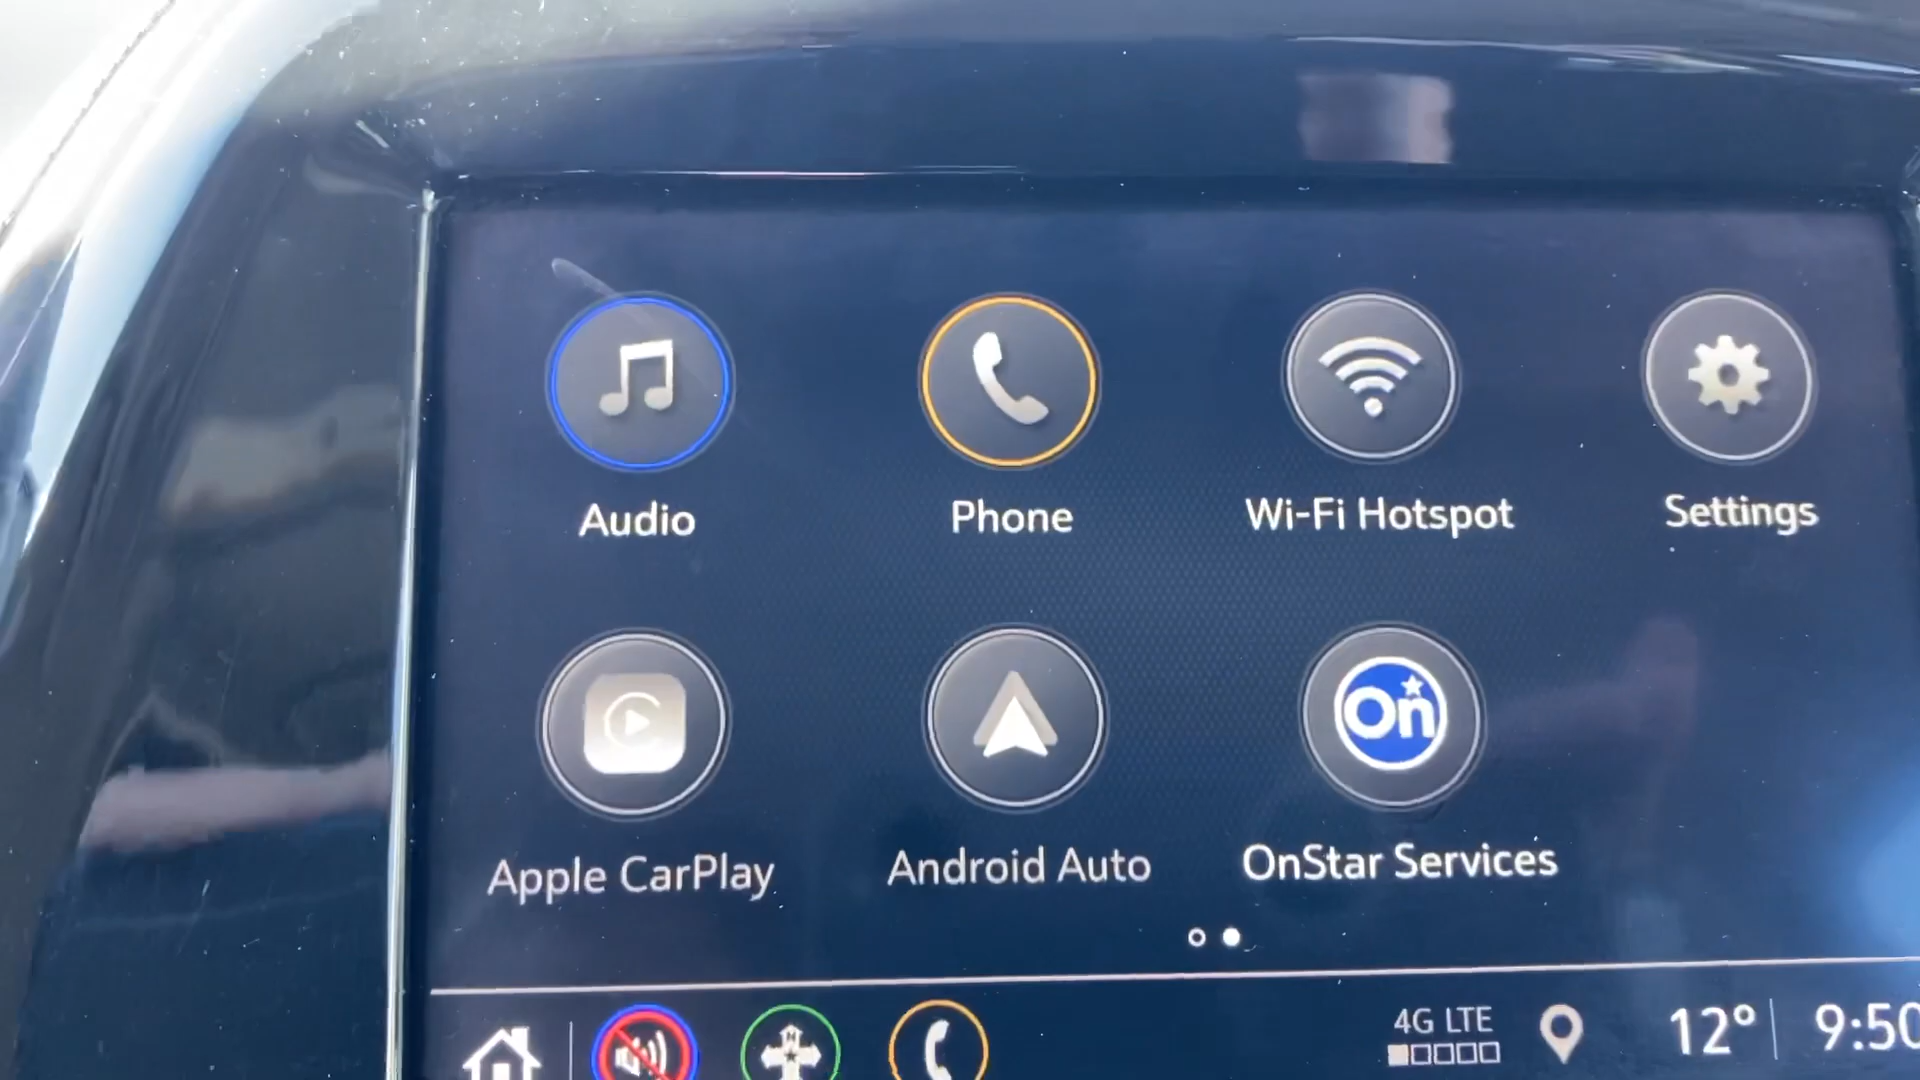 Audio
Phone
Wi-Fi Hotspot
Settings
On
Apple CarPlay
Android Auto
OnStar Services
4G LTE
12°
9:50